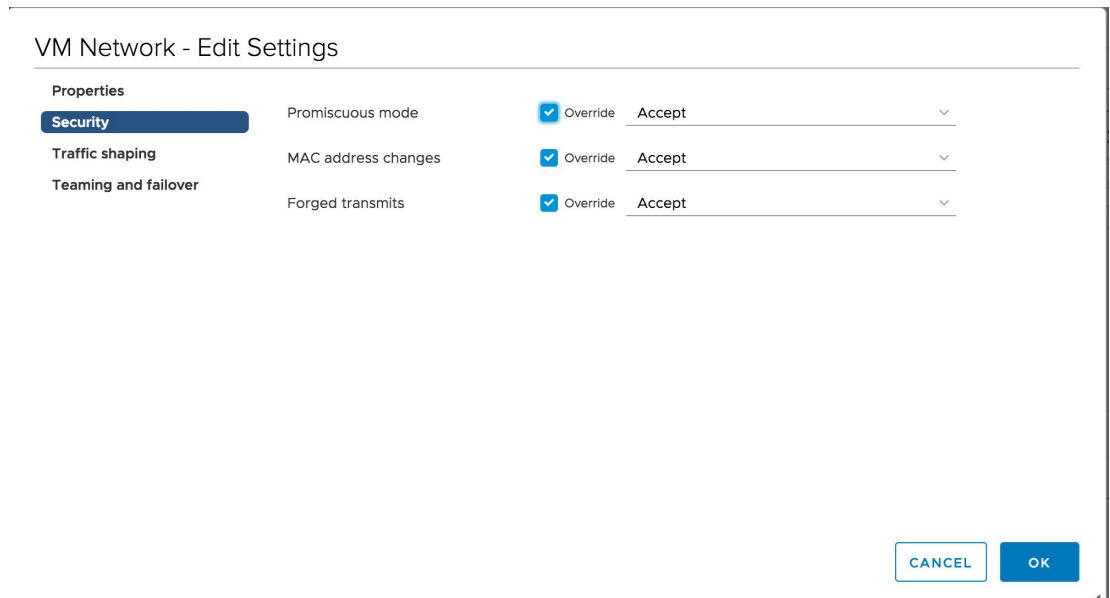 VM Network - Edit Settings
Properties
Security
Traffic shaping
Teaming and failover
Promiscuous mode Override Accept
MAC address changes Override Accept
Forged transmits Override Accept
CANCEL OK